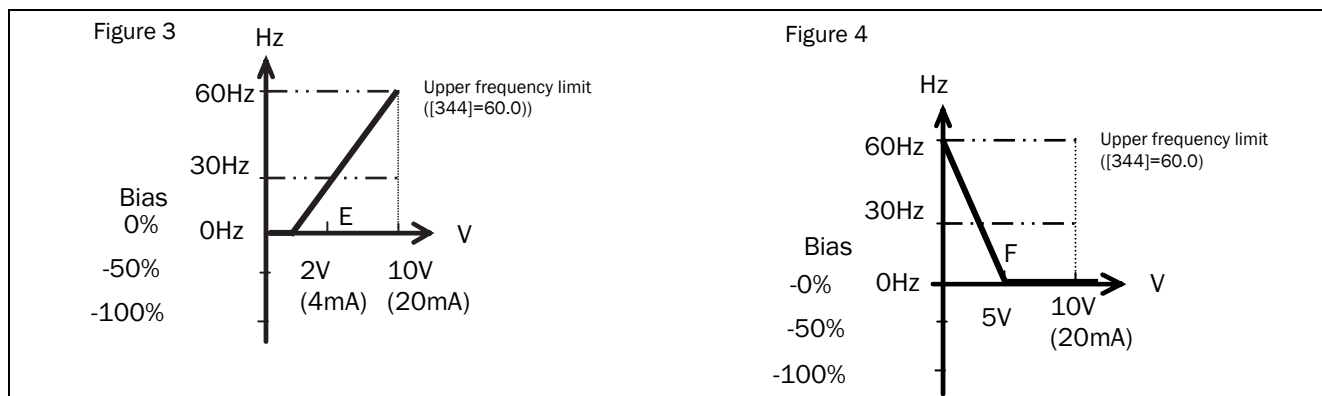 Figure 3
Hz
60Hz
Upper frequency limit
([344]=60.0))
30Hz
Bias
0%
0Hz
E
V
-50%
2V
10V
(4mA)
(20mA)
-100%
Figure 4
Hz
60Hz
Upper frequency limit
([344]=60.0)
30Hz
Bias
F
-0%
0Hz
V
5V
10V
-50%
(20mA)
-100%